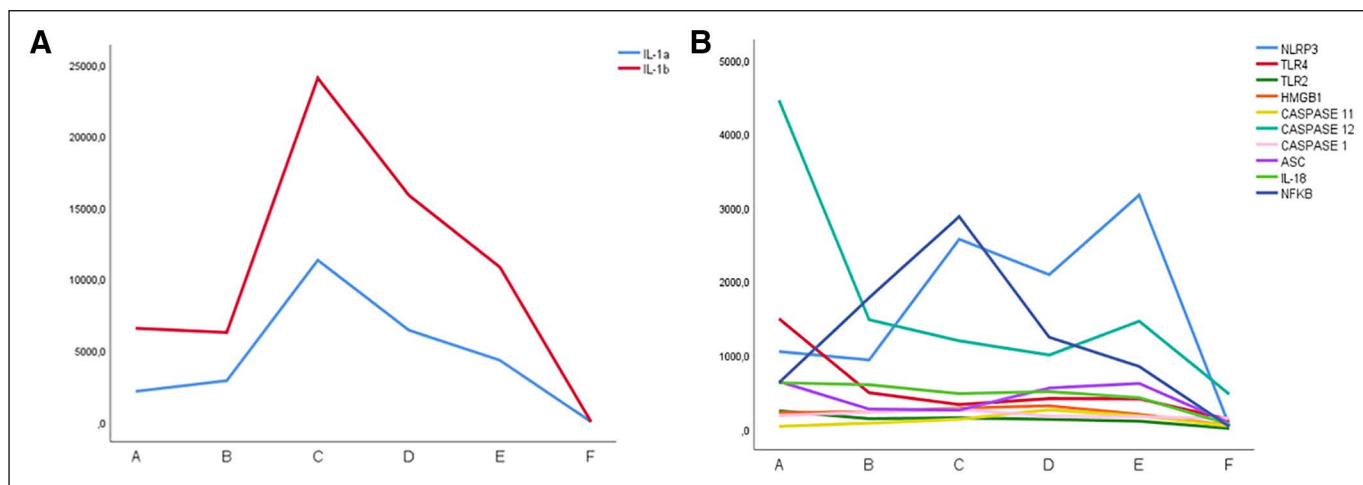 A
IL-1a
IL-1b
25000,0
20000,0
15000,0
10000,0
5000,0
,0
A B C D E F
B
NLRP3
TLR4
TLR2
HMGB1
CASPASE 11
CASPASE 12
CASPASE 1
ASC
IL-18
NFKB
5000,0
4000,0
3000,0
2000,0
1000,0
,0
A B C D E F